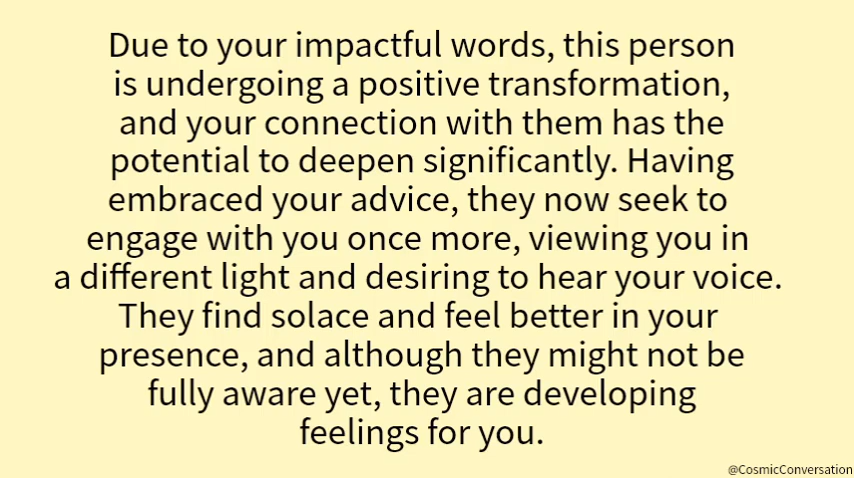 Due to your impactful words, this person
is undergoing a positive transformation,
and your connection with them has the
potential to deepen significantly. Having
embraced your advice, they now seek to
engage with you once more, viewing you in
a different light and desiring to hear your voice.
They find solace and feel better in your
presence, and although they might not be
fully aware yet, they are developing
feelings for you.
@CosmicConversation